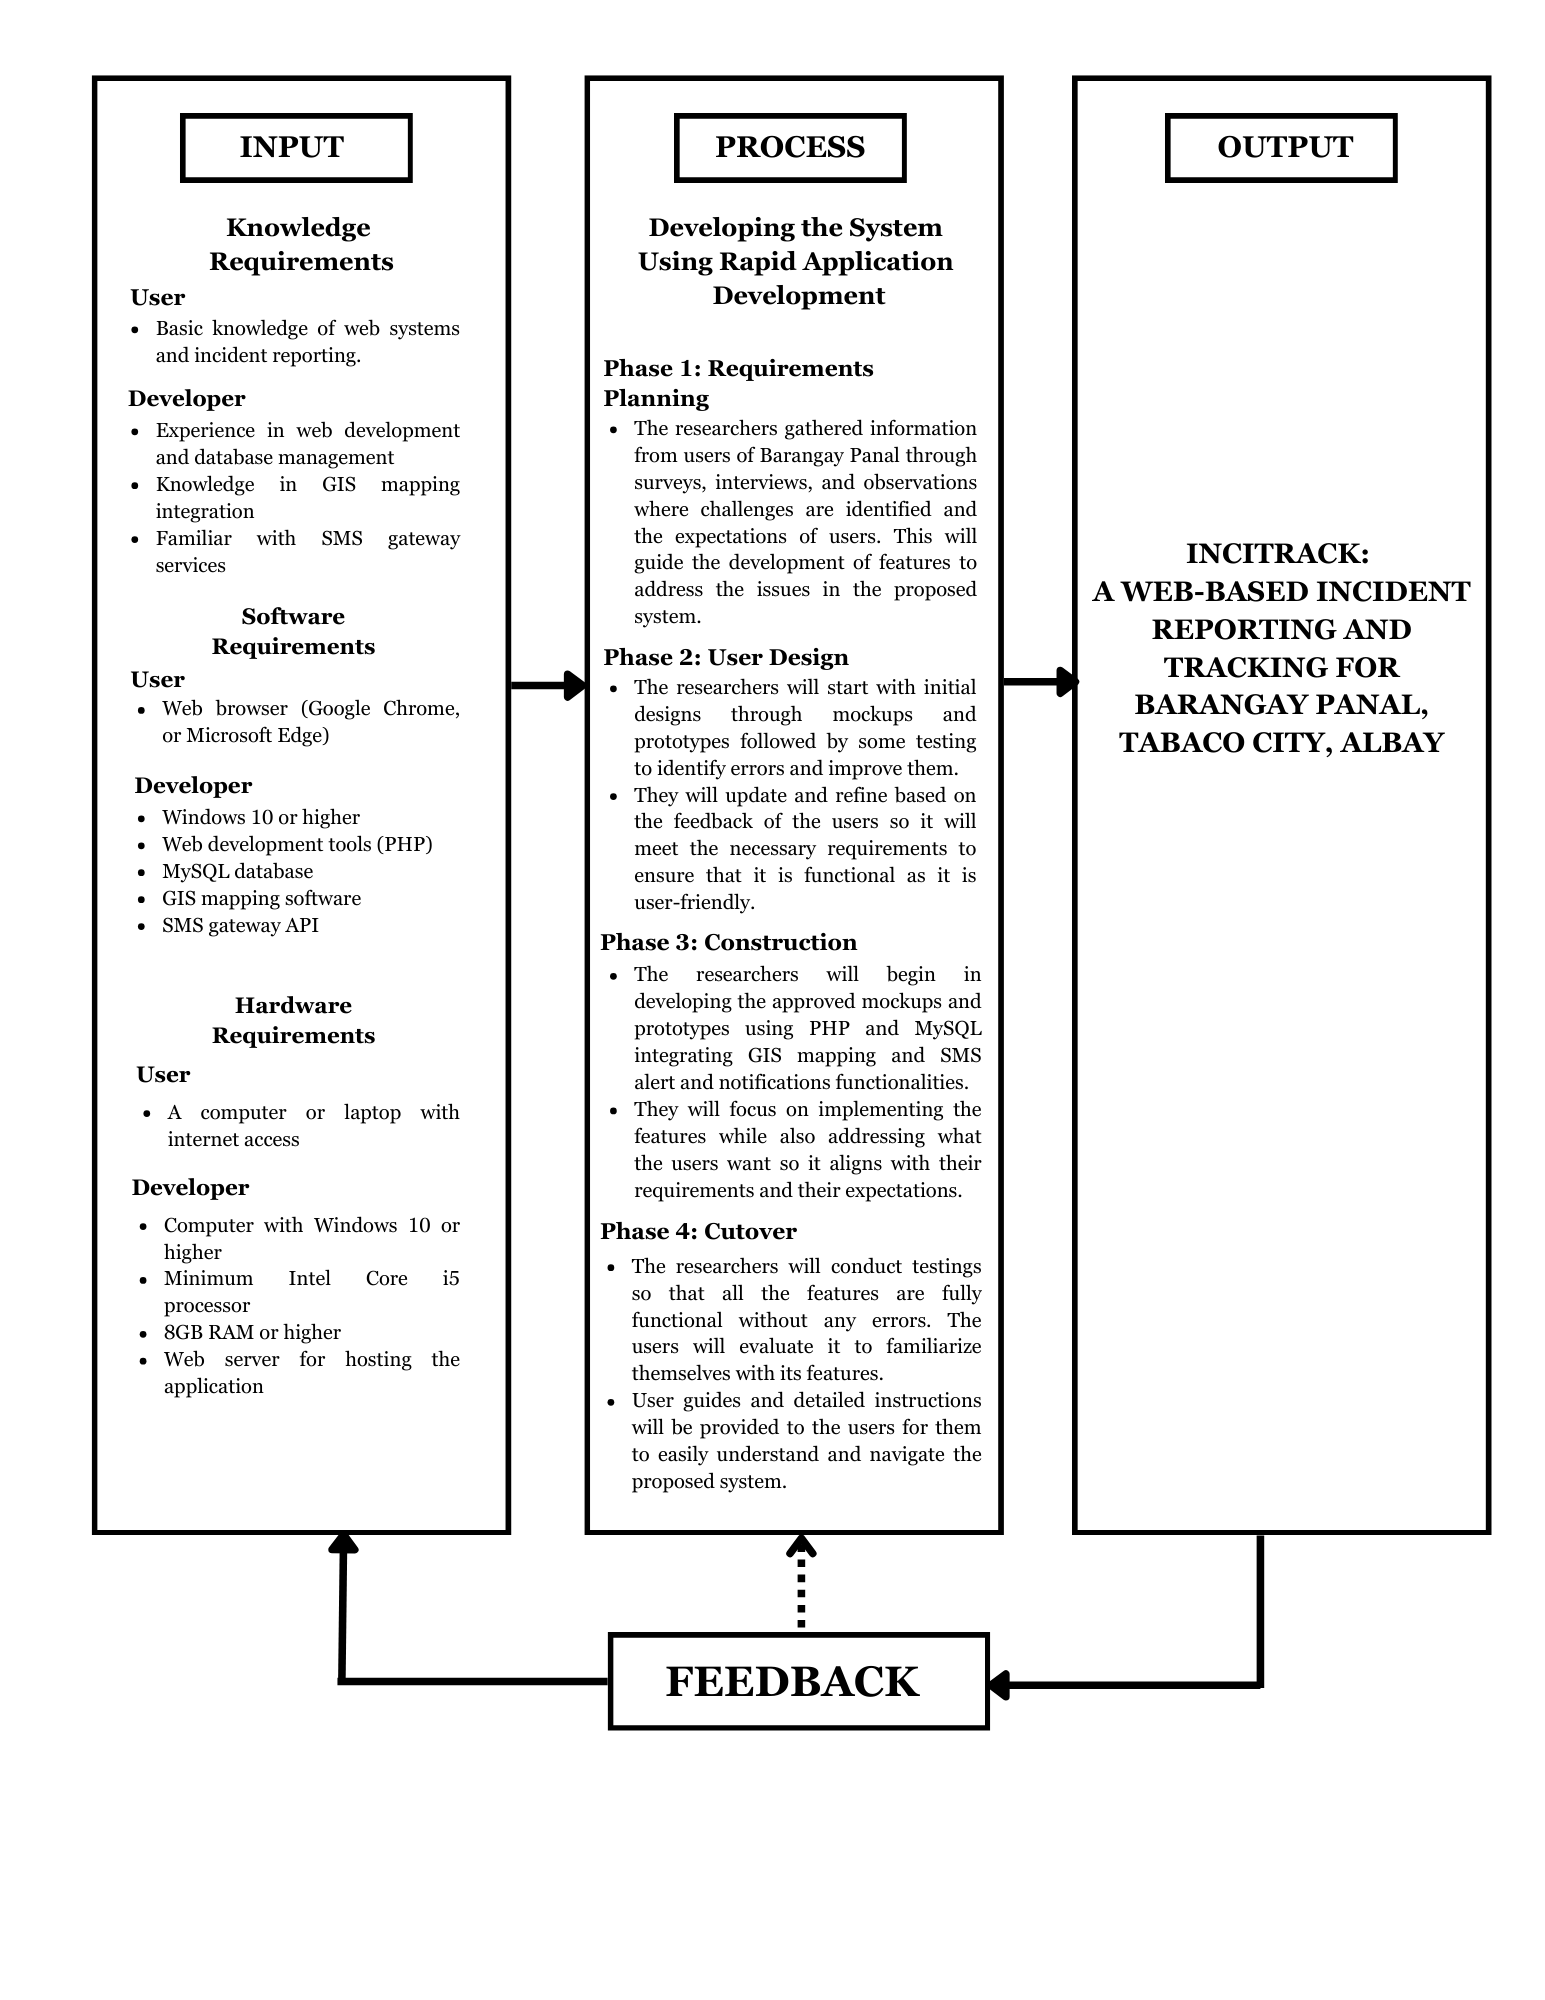 INPUT
Knowledge
Requirements
User
• Basic knowledge of web systems
and incident reporting.
Developer
• Experience in web development
and database management
• Knowledge in GIS mapping
integration
• Familiar with SMS gateway
services
Software
Requirements
User
• Web browser (Google Chrome,
or Microsoft Edge)
Developer
• Windows 10 or higher
• Web development tools (PHP)
• MySQL database
• GIS mapping software
• SMS gateway API
Hardware
Requirements
User
• A computer or laptop with
internet access
Developer
• Computer with Windows 10 or
higher
• Minimum Intel Core i5
processor
• 8GB RAM or higher
• Web server for hosting the
application
PROCESS
Developing the System
Using Rapid Application
Development
Phase 1: Requirements
Planning
• The researchers gathered information
from users of Barangay Panal through
surveys, interviews, and observations
where challenges are identified and
the expectations of users. This will
guide the development of features to
address the issues in the proposed
system.
Phase 2: User Design
• The researchers will start with initial
designs through mockups and
prototypes followed by some testing
to identify errors and improve them.
• They will update and refine based on
the feedback of the users so it will
meet the necessary requirements to
ensure that it is functional as it is
user-friendly.
Phase 3: Construction
• The researchers will begin in
developing the approved mockups and
prototypes using PHP and MySQL
integrating GIS mapping and SMS
alert and notifications functionalities.
• They will focus on implementing the
features while also addressing what
the users want so it aligns with their
requirements and their expectations.
Phase 4: Cutover
• The researchers will conduct testings
so that all the features are fully
functional without any errors. The
users will evaluate it to familiarize
themselves with its features.
• User guides and detailed instructions
will be provided to the users for them
to easily understand and navigate the
proposed system.
OUTPUT
INCITRACK:
A WEB-BASED INCIDENT
REPORTING AND
TRACKING FOR
BARANGAY PANAL,
TABACO CITY, ALBAY
FEEDBACK